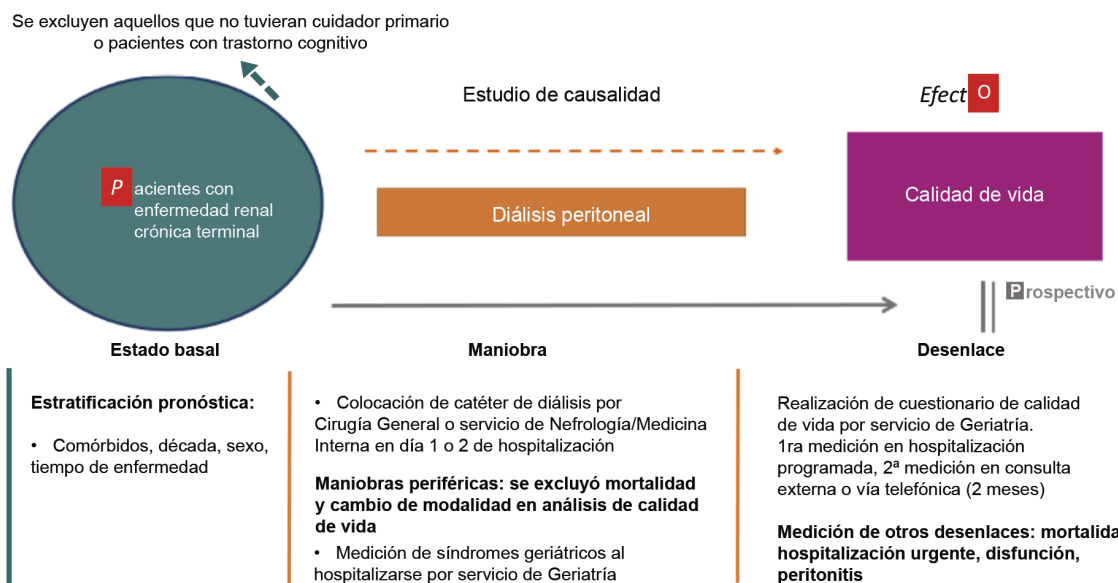 Se excluyen aquellos que no tuvieran cuidador primario
o pacientes con trastorno cognitivo
Estudio de causalidad
EfectO
Pacientes con
enfermedad renal
crónica terminal
Diálisis peritoneal
Calidad de vida
Prospectivo
Estado basal
Maniobra
Desenlace
Estratificación pronóstica:
• Comórbidos, década, sexo,
tiempo de enfermedad
• Colocación de catéter de diálisis por
Cirugía General o servicio de Nefrología/Medicina
Interna en día 1 o 2 de hospitalización
Maniobras periféricas: se excluyó mortalidad
y cambio de modalidad en análisis de calidad
de vida
• Medición de síndromes geriátricos al
hospitalizarse por servicio de Geriatría
Realización de cuestionario de calidad
de vida por servicio de Geriatría.
1ra medición en hospitalización
programada, 2ª medición en consulta
externa o vía telefónica (2 meses)
Medición de otros desenlaces: mortalida
hospitalización urgente, disfunción,
peritonitis